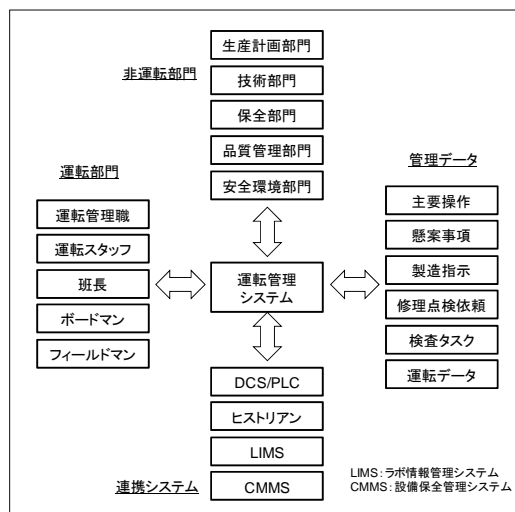 非運転部門
生産計画部門
技術部門
保全部門
品質管理部門
安全環境部門
運転部門
運転管理職
運転スタッフ
班長
ボードマン
フィールドマン
運転管理
システム
管理データ
主要操作
懸案事項
製造指示
修理点検依頼
検査タスク
運転データ
連携システム
DCS/PLC
ヒストリアン
LIMS
CMMS
LIMS：ラボ情報管理システム
CMMS：設備保全管理システム